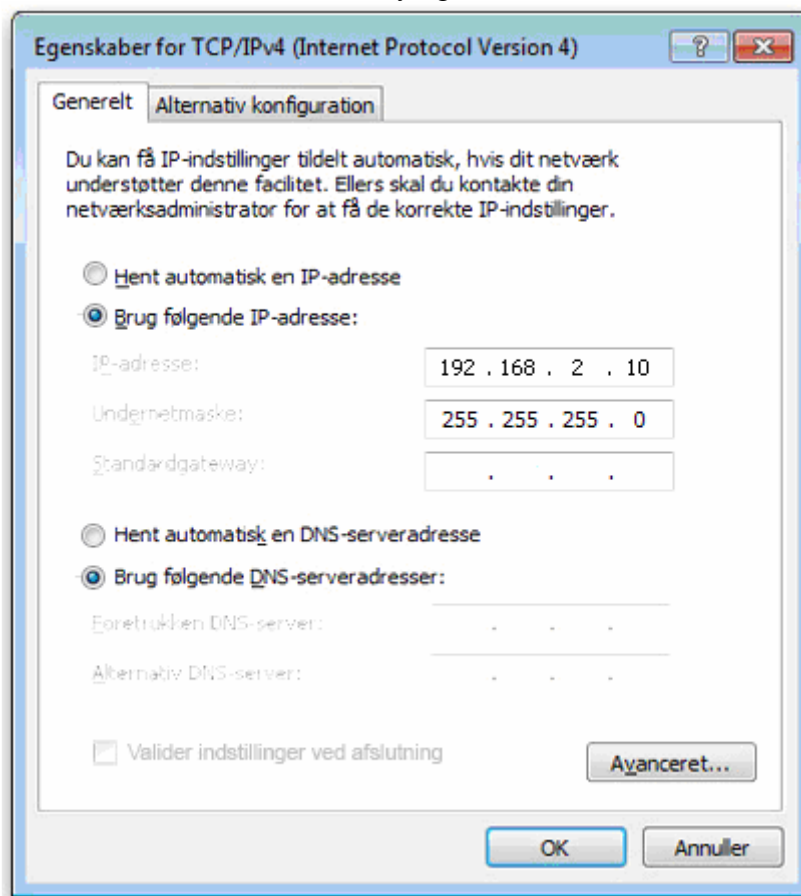 Egenskaber for TCP/IPv4 (Internet Protocol Version 4)
Generelt
Alternativ konfiguration
Du kan få IP-indstillinger tildelt automatisk, hvis dit netværk
understøtter denne facilitet. Ellers skal du kontakte din
netværksadministrator for at få de korrekte IP-indstillinger.
Hent automatisk en IP-adresse
Brug følgende IP-adresse:
IP-adresse: 192 . 168 . 2 . 10
Undernetmaske: 255 . 255 . 255 . 0
Standardgateway: . . .
Hent automatisk en DNS-serveradresse
Brug følgende DNS-serveradresser:
Foretrukken DNS-server: . . .
Alternativ DNS-server: . . .
Valider indstillinger ved afslutning
Avanceret...
OK
Annuller